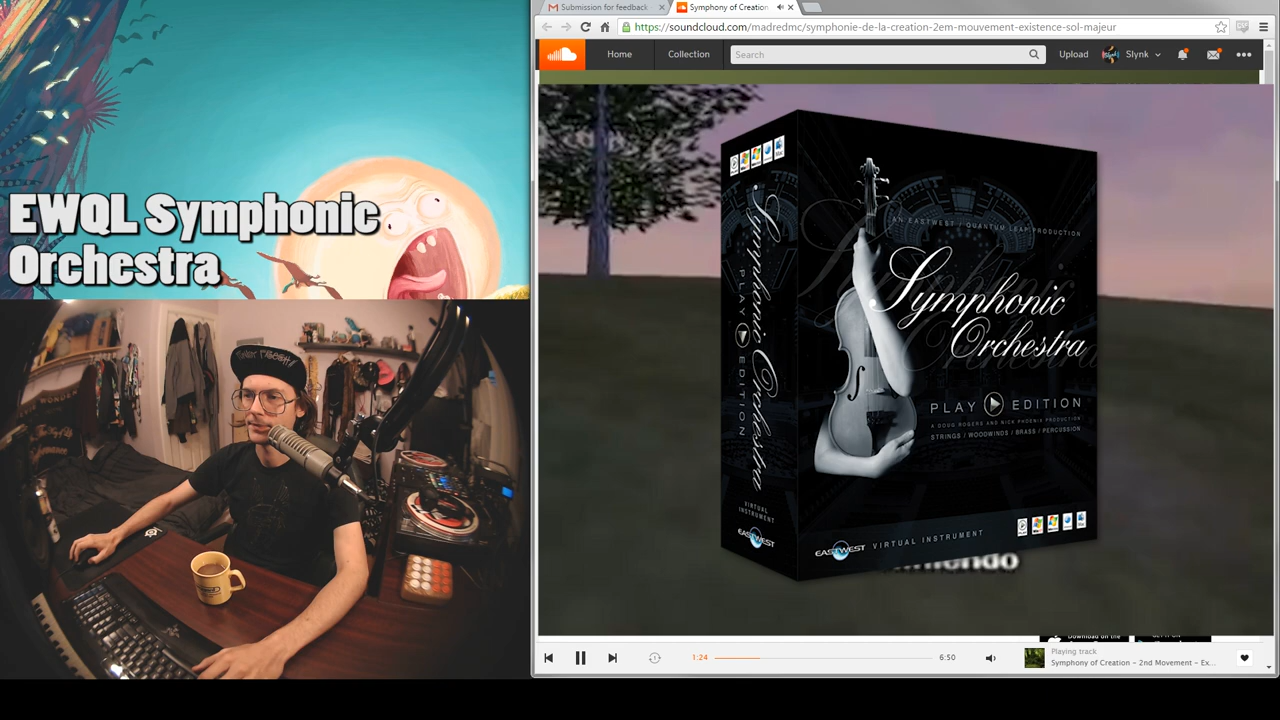 Submission for feedback
Symphony of Creation
https://soundcloud.com/madredmc/symphonie-de-la-creation-2em-mouvement-existence-sol-majeur
Home
Collection
Search
Upload
Slynk
EWQL Symphonic
Orchestra
AN EASTWEST / QUANTUM LEAP PRODUCTION
Symphonic
Orchestra
PLAY EDITION
A DOUG ROGERS AND NICK PHOENIX PRODUCTION
STRINGS / WOODWINDS / BRASS / PERCUSSION
Symphonic Orchestra
PLAY EDITION
VIRTUAL
INSTRUMENT
EASTWEST
EASTWEST VIRTUAL INSTRUMENT
1:24
6:50
Playing track
Symphony of Creation - 2nd Movement - Ex...